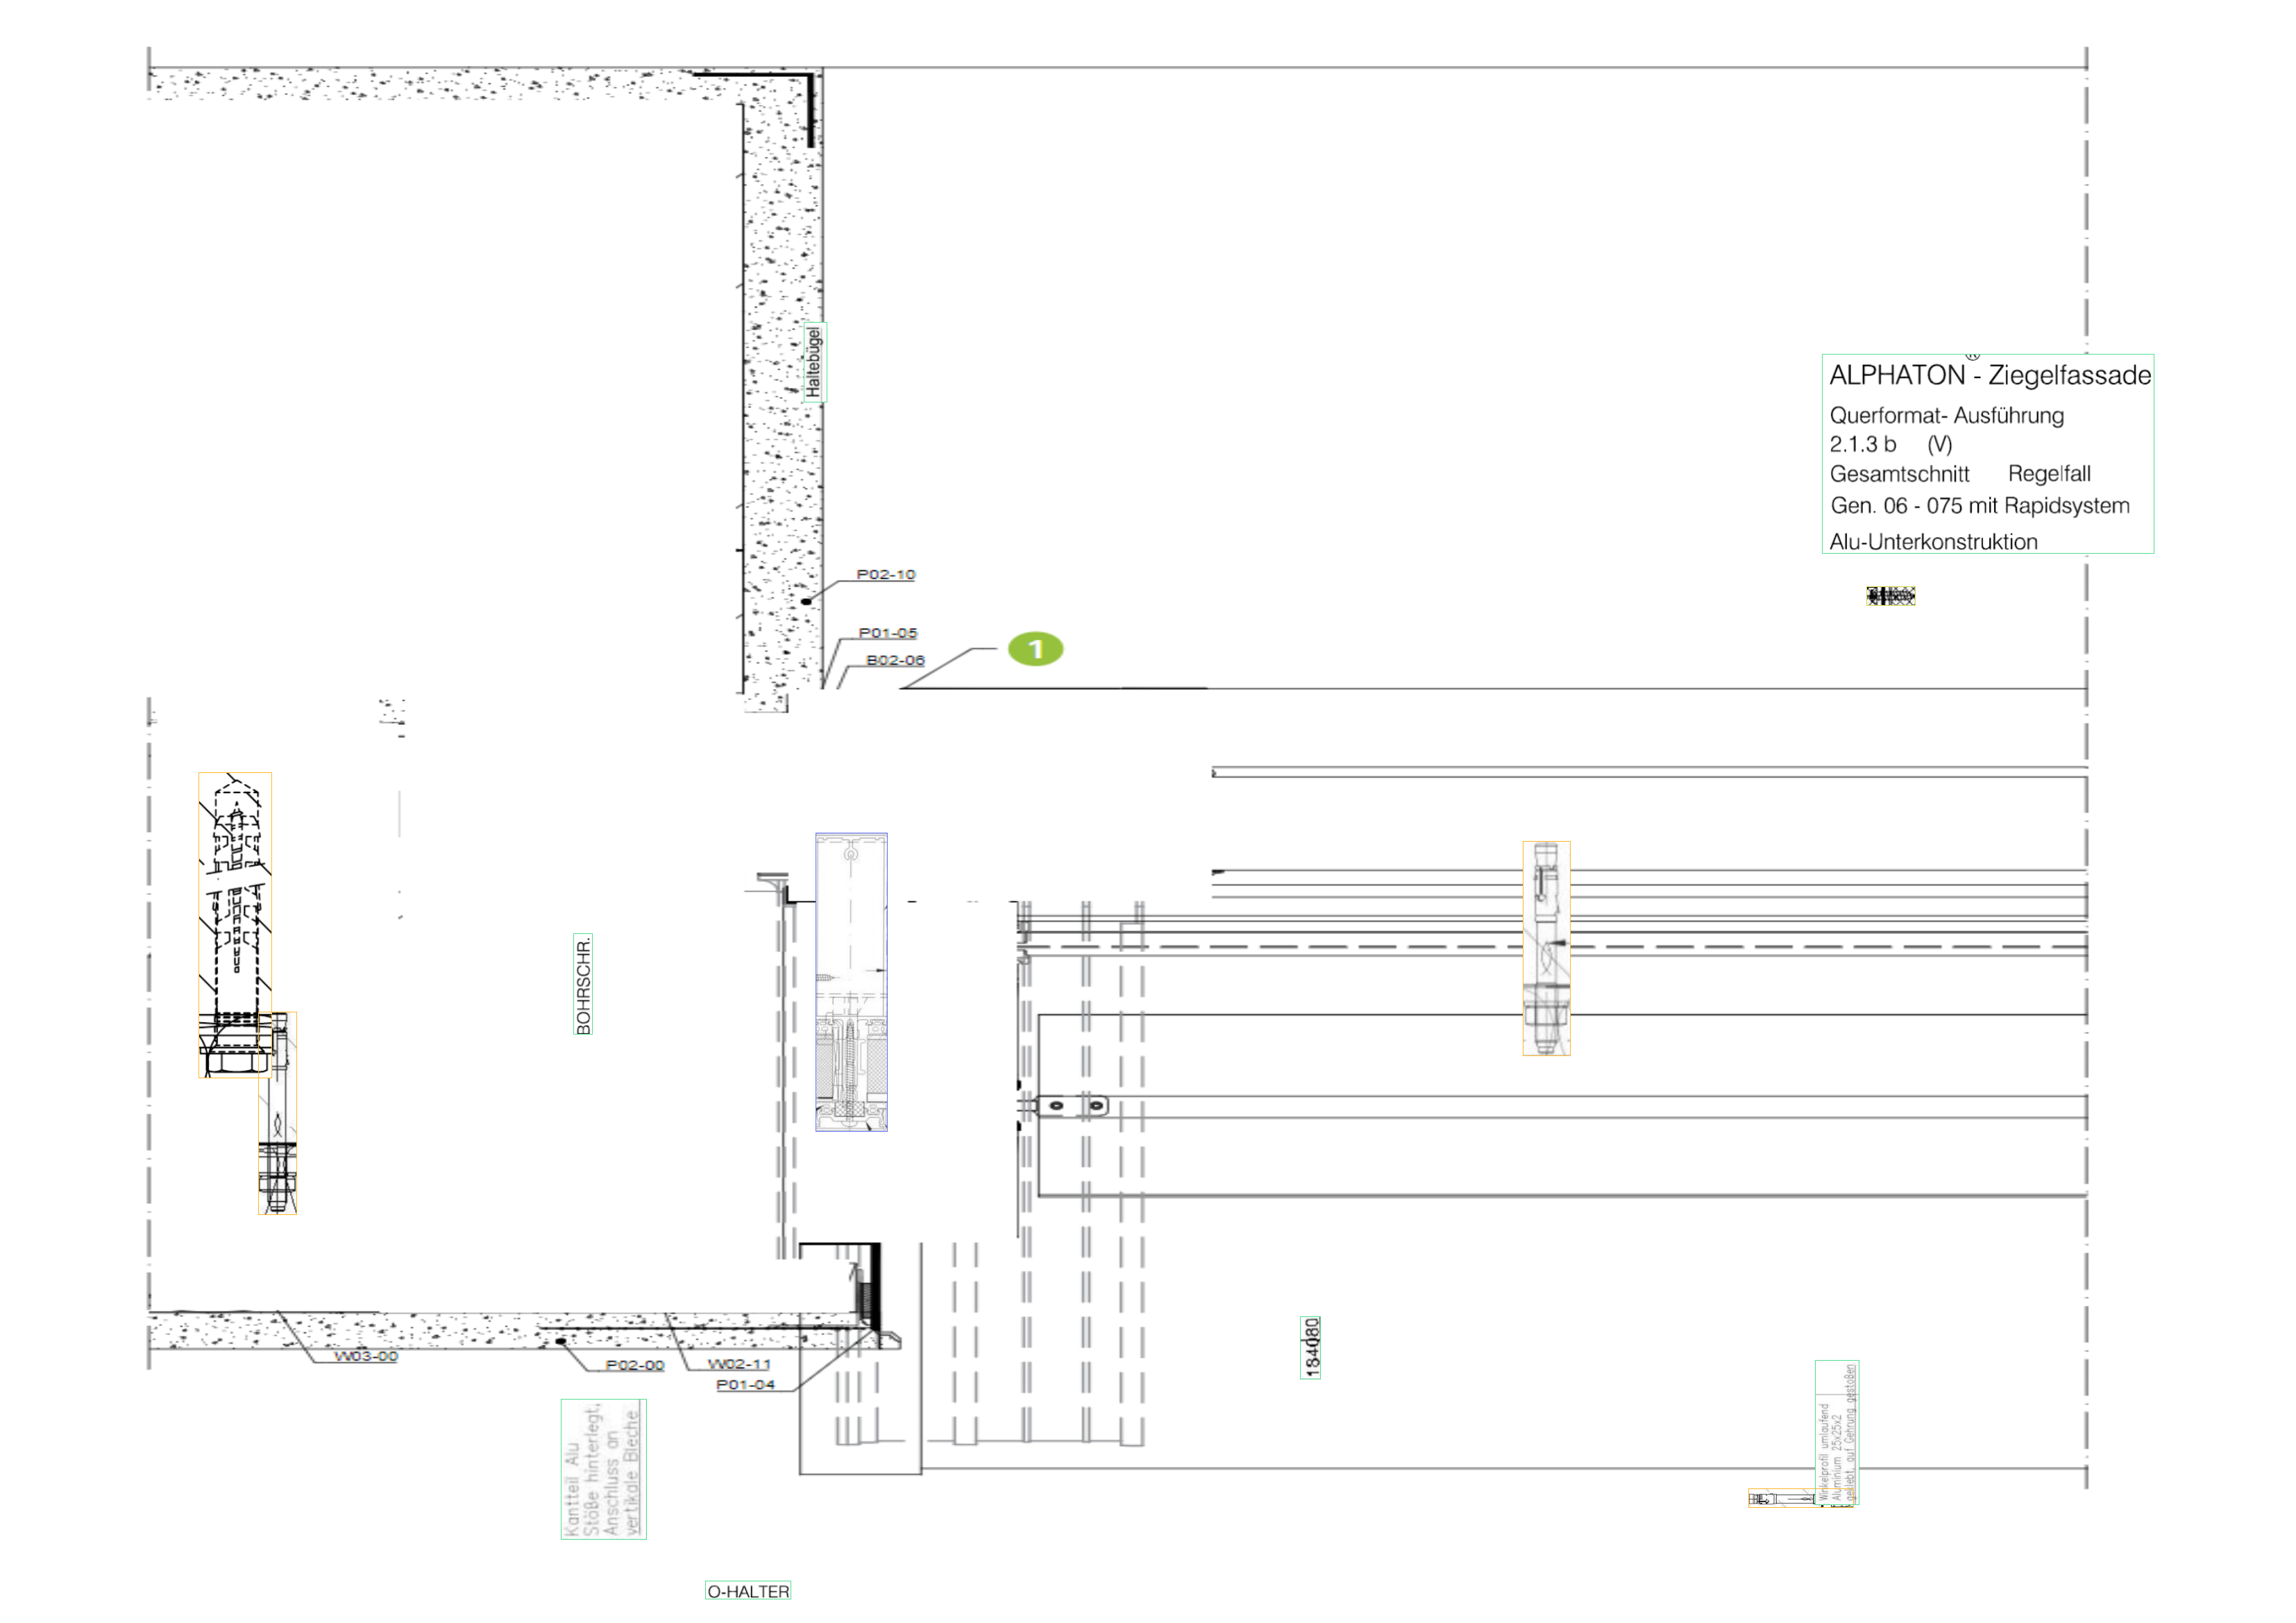 Haltebügel
ALPHATON® - Ziegelfassade
Querformat- Ausführung
2.1.3 b (V)
Gesamtschnitt Regelfall
Gen. 06 - 075 mit Rapidsystem
Alu-Unterkonstruktion
P02-10
P01-05
1
B02-06
BOHRSCHR.
184080
W03-00
P02-00
W02-11
P01-04
Kantteil Alu
Stöße hinterlegt,
Anschluss an
vertikale Bleche
Winkelprofil umlaufend
Aluminium 25x25x2
geklebt, auf Gehrung gestoßen
O-HALTER